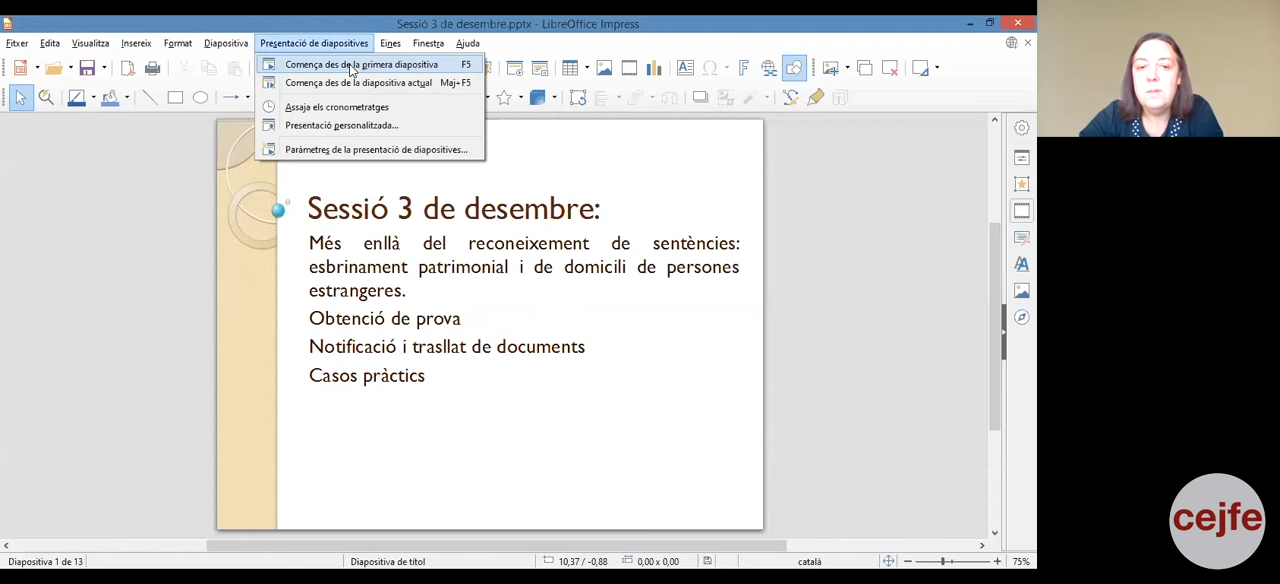 Sessió 3 de desembre.pptx - LibreOffice Impress
Fitxer Edita Visualitza Insereix Format Diapositiva Presentació de diapositives Eines Finestra Ajuda
Comença des de la primera diapositiva F5
Comença des de la diapositiva actual Maj+F5
Assaja els cronometratges
Presentació personalitzada...
Paràmetres de la presentació de diapositives...
Sessió 3 de desembre:
Més enllà del reconeixement de sentències:
esbrinament patrimonial i de domicili de persones
estrangeres.
Obtenció de prova
Notificació i trasllat de documents
Casos pràctics
cejfe
Diapositiva 1 de 13 Diapositiva de títol 10,37 / -0,88 0,00 x 0,00 català 75%